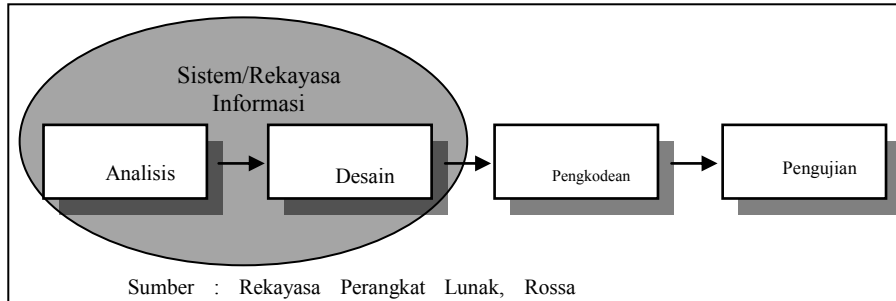 Sistem/Rekayasa
Informasi
Analisis
Desain
Pengkodean
Pengujian
Sumber : Rekayasa Perangkat Lunak, Rossa